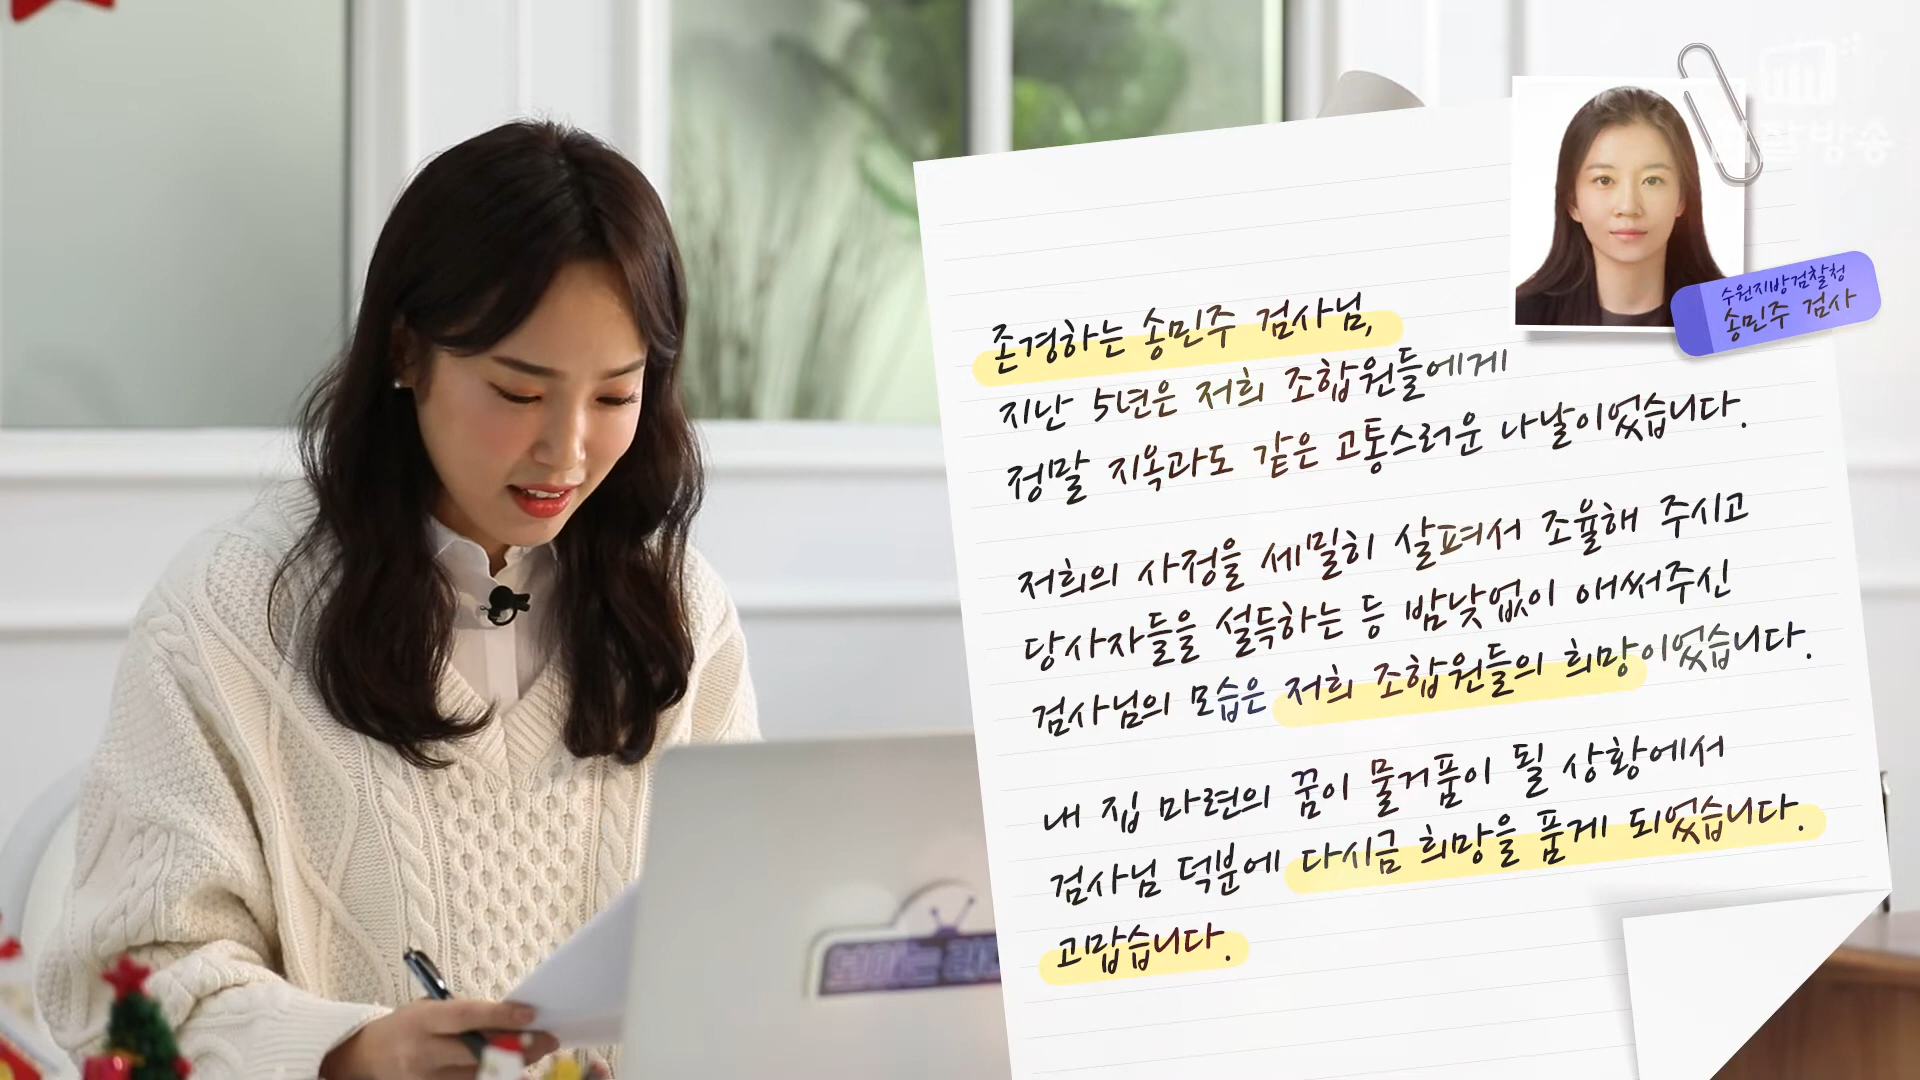 수원지방검찰청
송민주 검사
존경하는 송민주 검사님,
지난 5년은 저희 조합원들에게
정말 지옥과도 같은 고통스러운 나날이었습니다.
저희의 사정을 세밀히 살펴서 조율해 주시고
당사자들을 설득하는 등 밤낮없이 애써주신
검사님의 모습은 저희 조합원들의 희망이었습니다.
내 집 마련의 꿈이 물거품이 될 상황에서
검사님 덕분에 다시금 희망을 품게 되었습니다.
고맙습니다.
방송